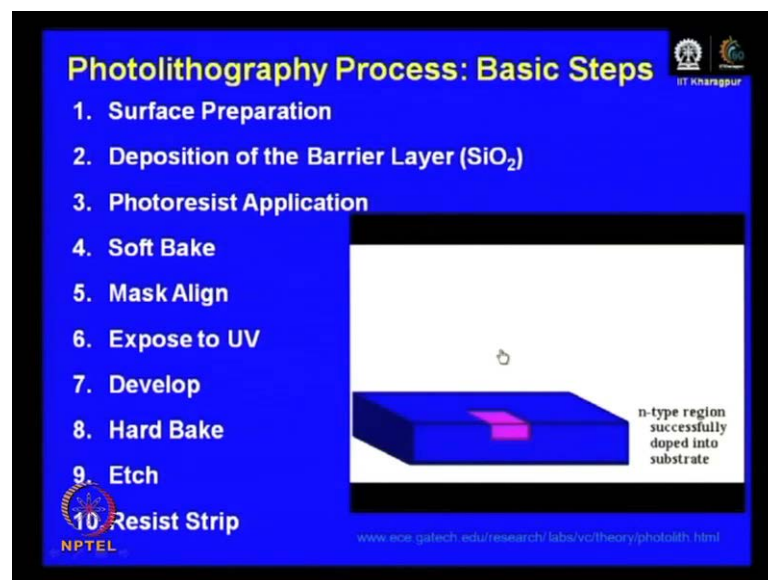 Photolithography Process: Basic Steps
IIT Kharagpur
1. Surface Preparation
2. Deposition of the Barrier Layer (SiO₂)
3. Photoresist Application
4. Soft Bake
5. Mask Align
6. Expose to UV
7. Develop
8. Hard Bake
9. Etch
10. Resist Strip
n-type region
successfully
doped into
substrate
NPTEL
www.ece.gatech.edu/research/labs/vc/theory/photolith.html